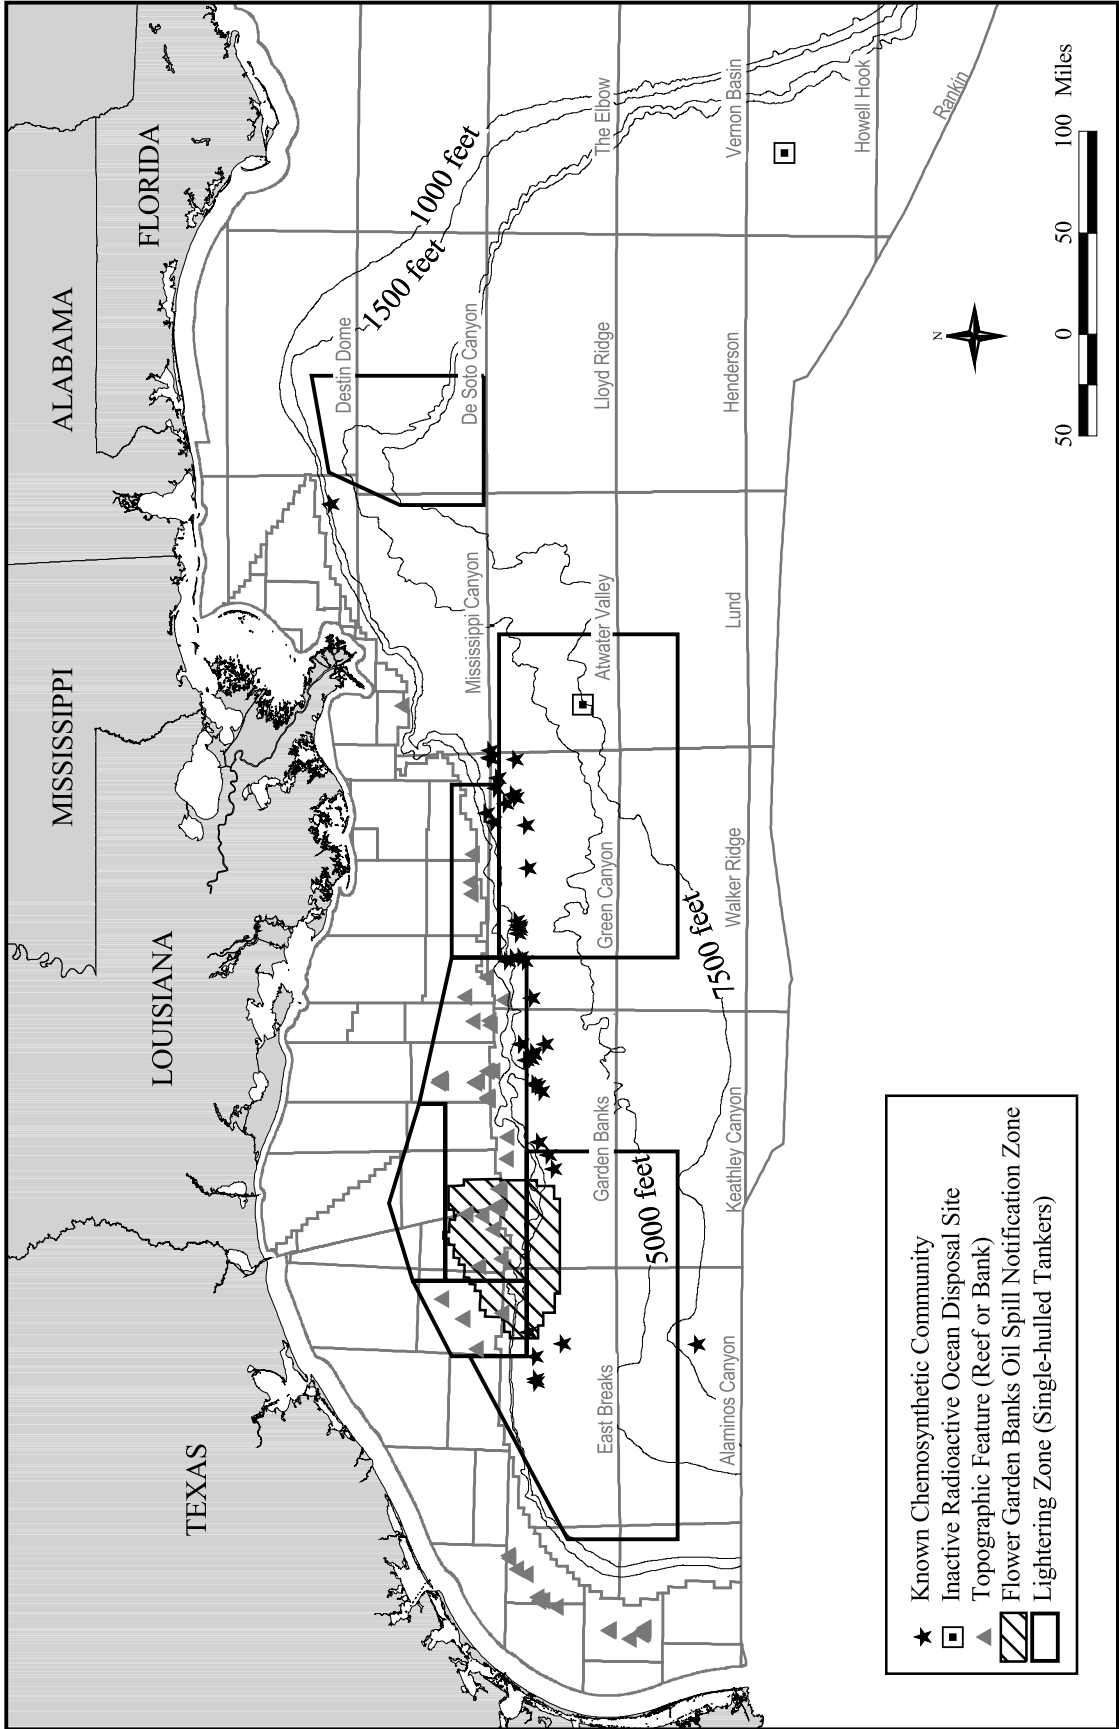 TEXAS
LOUISIANA
MISSISSIPPI
ALABAMA
FLORIDA
Destin Dome
De Soto Canyon
Mississippi Canyon
1000 feet
1500 feet
The Elbow
Lloyd Ridge
Atwater Valley
Green Canyon
Garden Banks
East Breaks
5000 feet
7500 feet
Vernon Basin
Henderson
Lund
Walker Ridge
Keathley Canyon
Alaminos Canyon
Howell Hook
Rankin
N
50 0 50 100 Miles
Known Chemosynthetic Community
Inactive Radioactive Ocean Disposal Site
Topographic Feature (Reef or Bank)
Flower Garden Banks Oil Spill Notification Zone
Lightering Zone (Single-hulled Tankers)